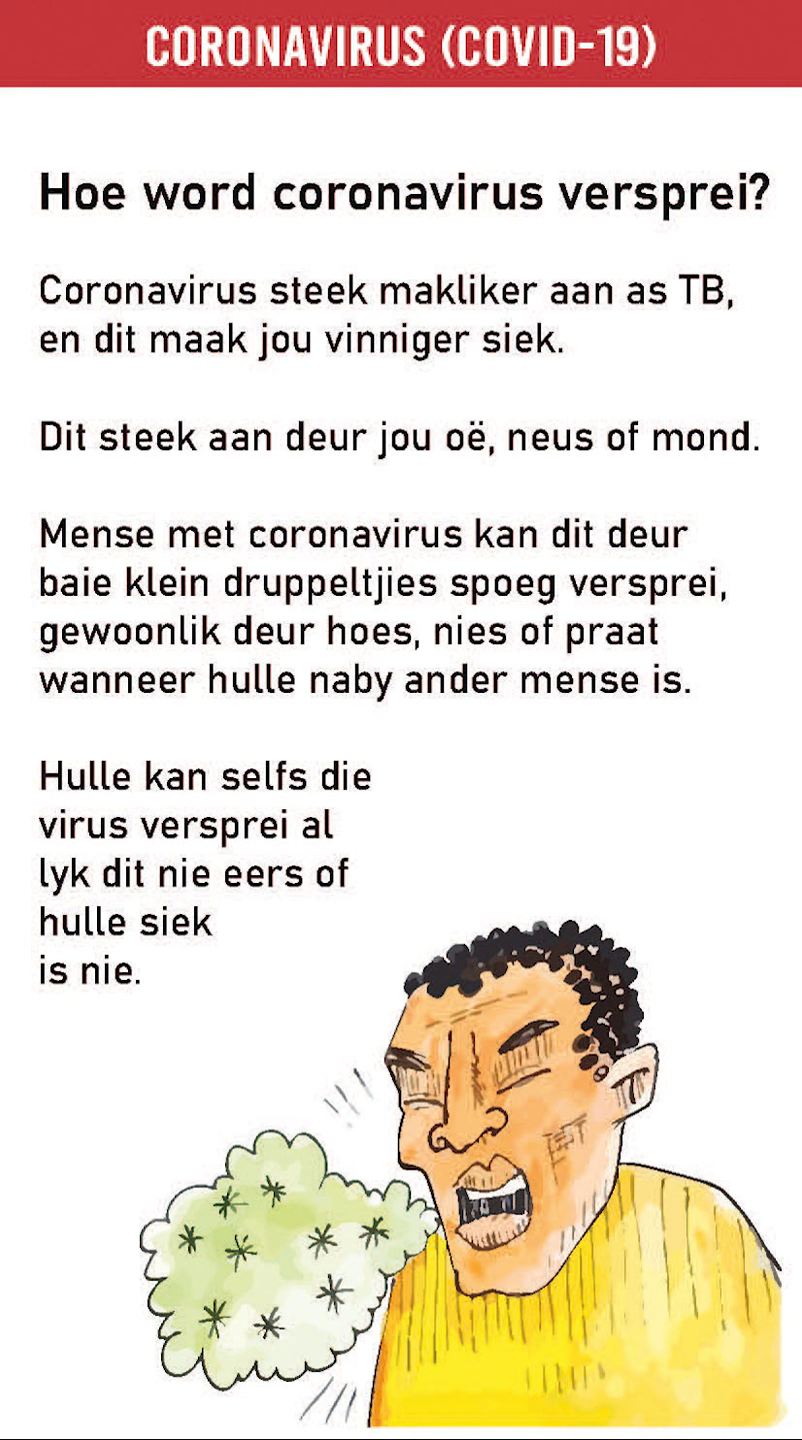 CORONAVIRUS (COVID-19)
Hoe word coronavirus versprei?
Coronavirus steek makliker aan as TB,
en dit maak jou vinniger siek.
Dit steek aan deur jou oë, neus of mond.
Mense met coronavirus kan dit deur
baie klein druppeltjies spoeg versprei,
gewoonlik deur hoes, nies of praat
wanneer hulle naby ander mense is.
Hulle kan selfs die
virus versprei al
lyk dit nie eers of
hulle siek
is nie.